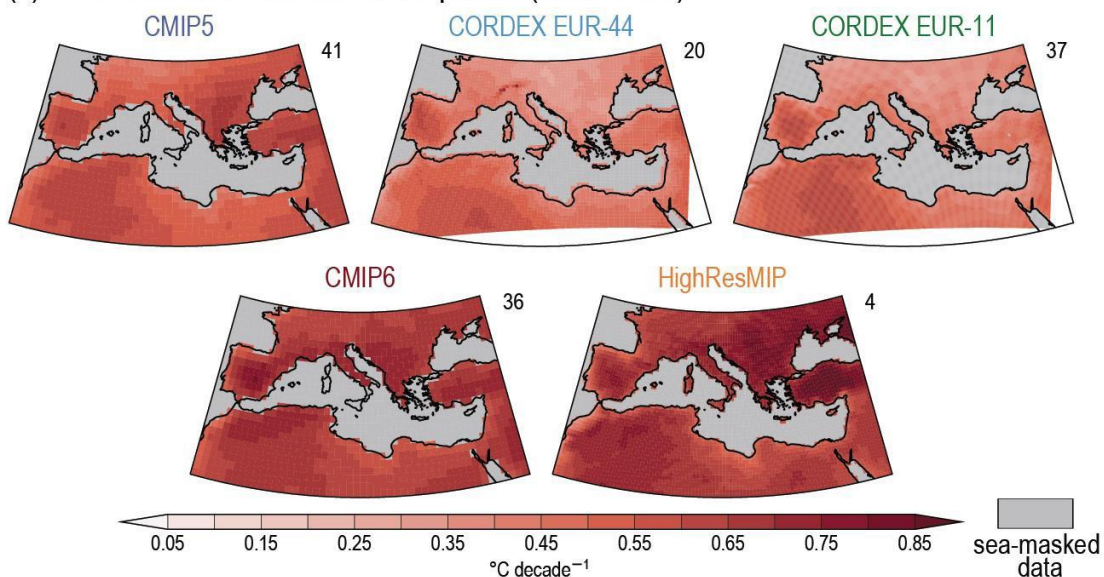 CMIP5
41
CORDEX EUR-44
20
CORDEX EUR-11
37
CMIP6
36
HighResMIP
4
0.05 0.15 0.25 0.35 0.45 0.55 0.65 0.75 0.85
°C decade⁻¹
sea-masked
data